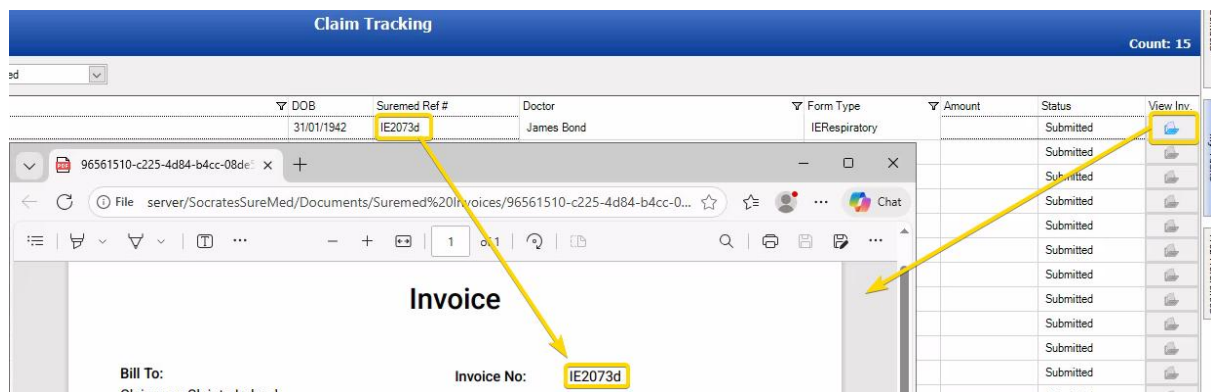 Claim Tracking
Count: 15
ed
DOB Suremed Ref # Doctor Form Type Amount Status View Inv.
31/01/1942 IE2073d James Bond IERespiratory Submitted
Submitted
96561510-c225-4d84-b4cc-08de
Submitted
File server/SocratesSureMed/Documents/Suremed%20Invoices/96561510-c225-4d84-b4cc-0... Chat
Submitted
Submitted
1 of 1
Submitted
Submitted
Invoice
Submitted
Submitted
Submitted
Bill To:
Invoice No: IE2073d
Submitted